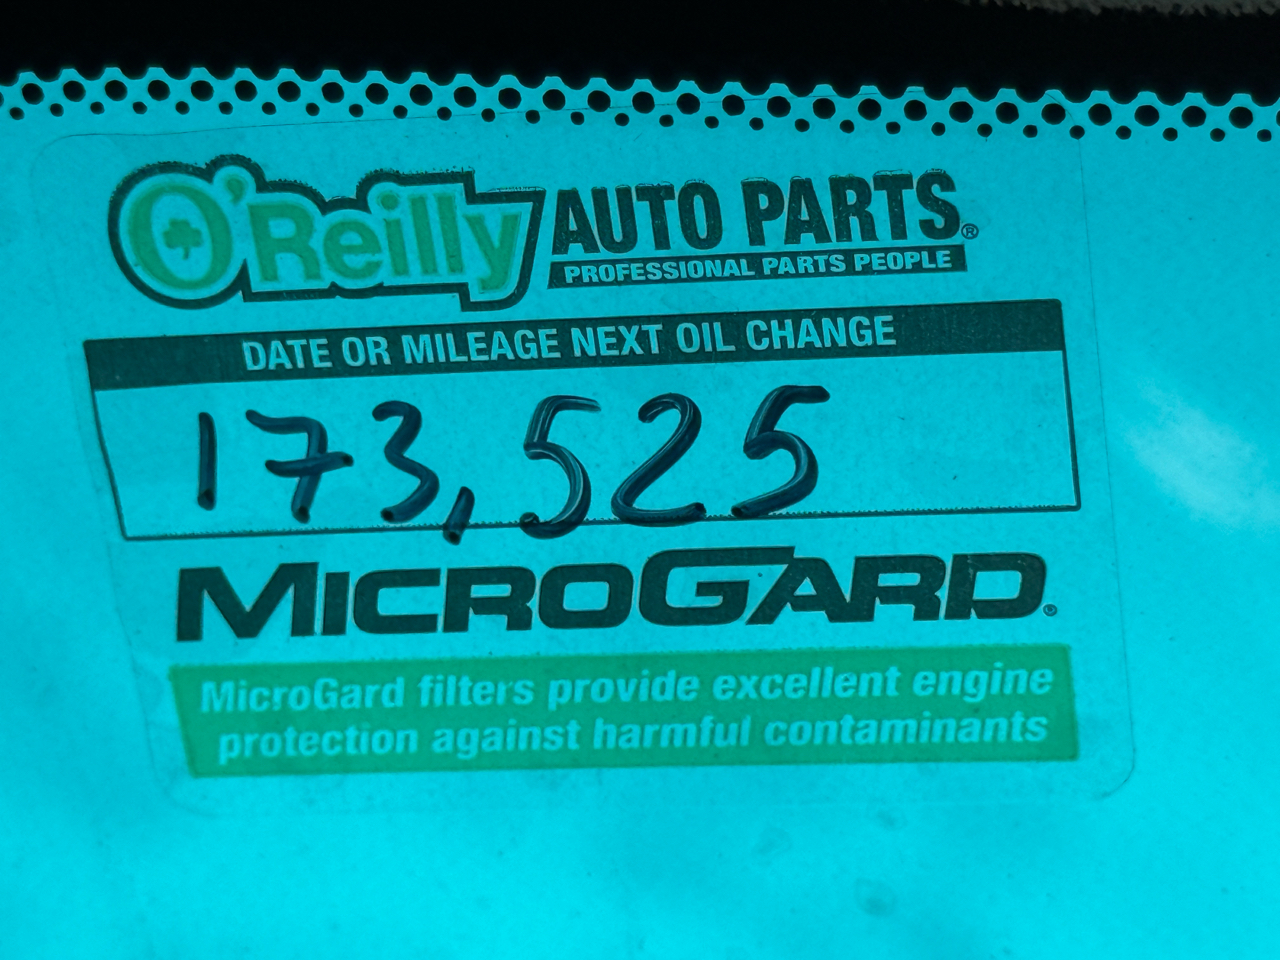 O'Reilly AUTO PARTS®
PROFESSIONAL PARTS PEOPLE
DATE OR MILEAGE NEXT OIL CHANGE
173,525
MICROGARD®
MicroGard filters provide excellent engine
protection against harmful contaminants